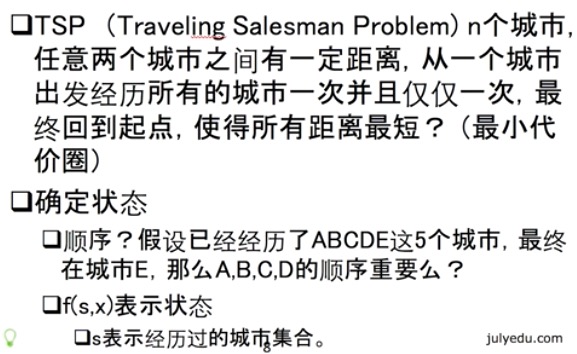 ❑TSP （Traveling Salesman Problem) n个城市,
任意两个城市之间有一定距离, 从一个城市
出发经历所有的城市一次并且仅仅一次, 最
终回到起点, 使得所有距离最短？（最小代
价圈）
❑确定状态
❑顺序？假设已经经历了ABCDE这5个城市, 最终
在城市E, 那么A,B,C,D的顺序重要么？
❑f(s,x)表示状态
❑s表示经历过的城市集合。
8
julyedu.com